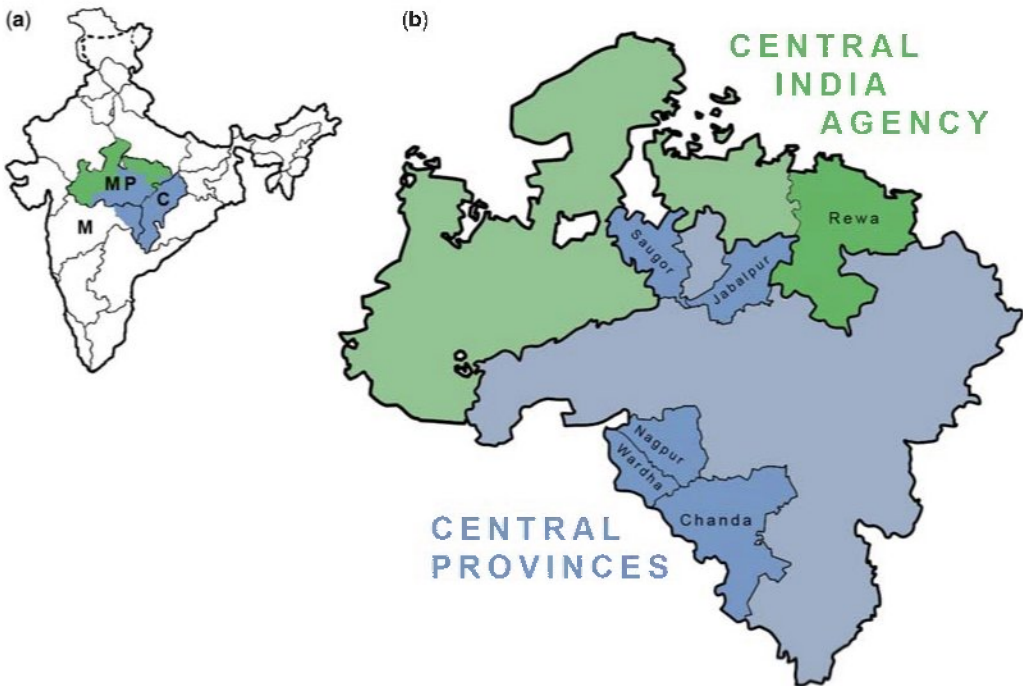 (a)
M P
C
M
(b)
CENTRAL
INDIA
AGENCY
Rewa
Saugor
Jabalpur
Nagpur
Wardha
Chanda
CENTRAL
PROVINCES